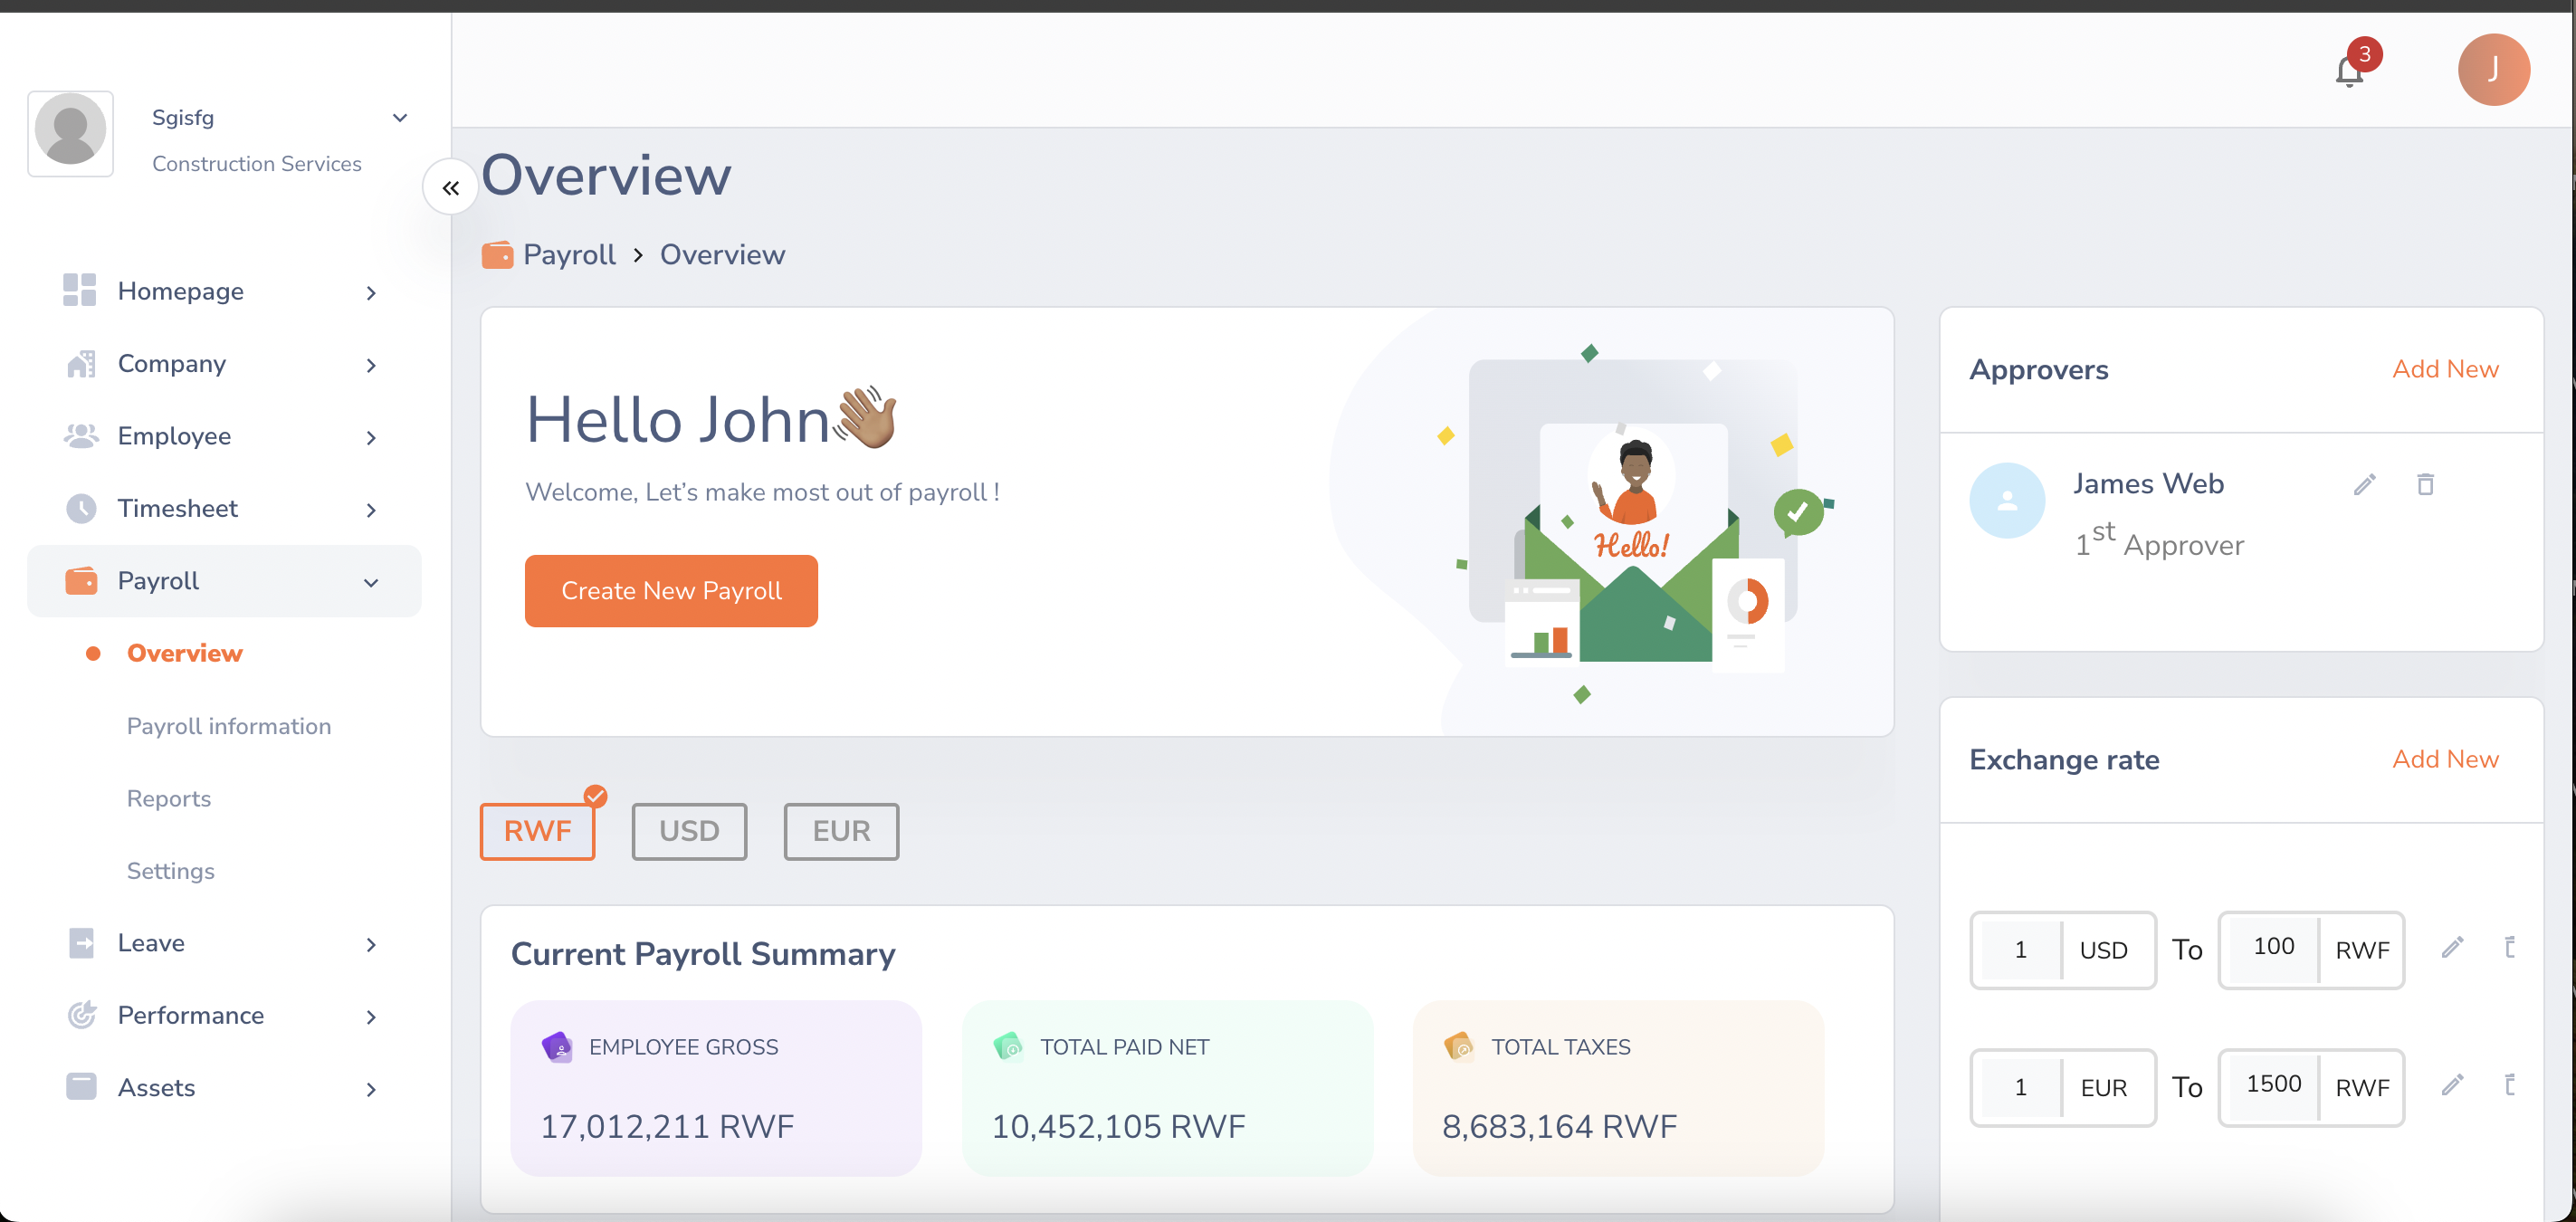 3
J
Sgisfg
Construction Services
Homepage
Company
Employee
Timesheet
Payroll
Overview
Payroll information
Reports
Settings
Leave
Performance
Assets
Overview
Payroll > Overview
Hello John👋🏽
Welcome, Let’s make most out of payroll !
Create New Payroll
Hello!
RWF USD EUR
Current Payroll Summary
EMPLOYEE GROSS
17,012,211 RWF
TOTAL PAID NET
10,452,105 RWF
TOTAL TAXES
8,683,164 RWF
Approvers Add New
James Web
1st Approver
Exchange rate Add New
1 USD To 100 RWF
1 EUR To 1500 RWF